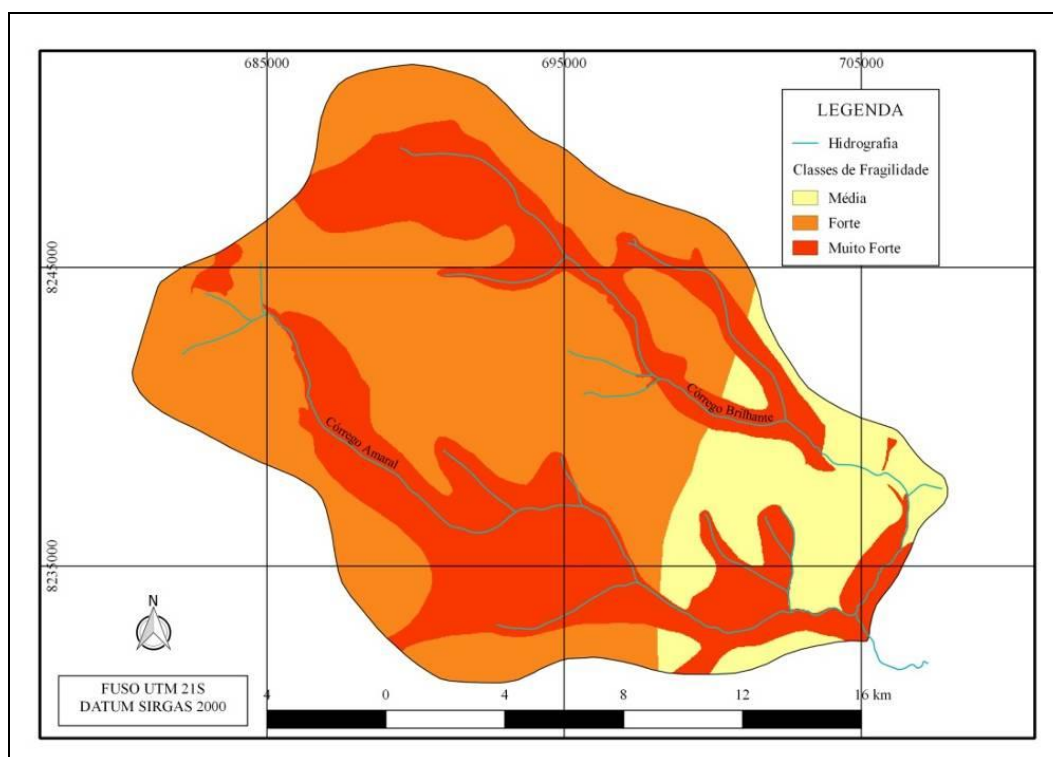 685000
695000
705000
LEGENDA
Hidrografia
Classes de Fragilidade
Média
Forte
Muito Forte
8245000
Córrego Brilhante
Córrego Amaral
8235000
N
FUSO UTM 21S
DATUM SIRGAS 2000
4 0 4 8 12 16 km